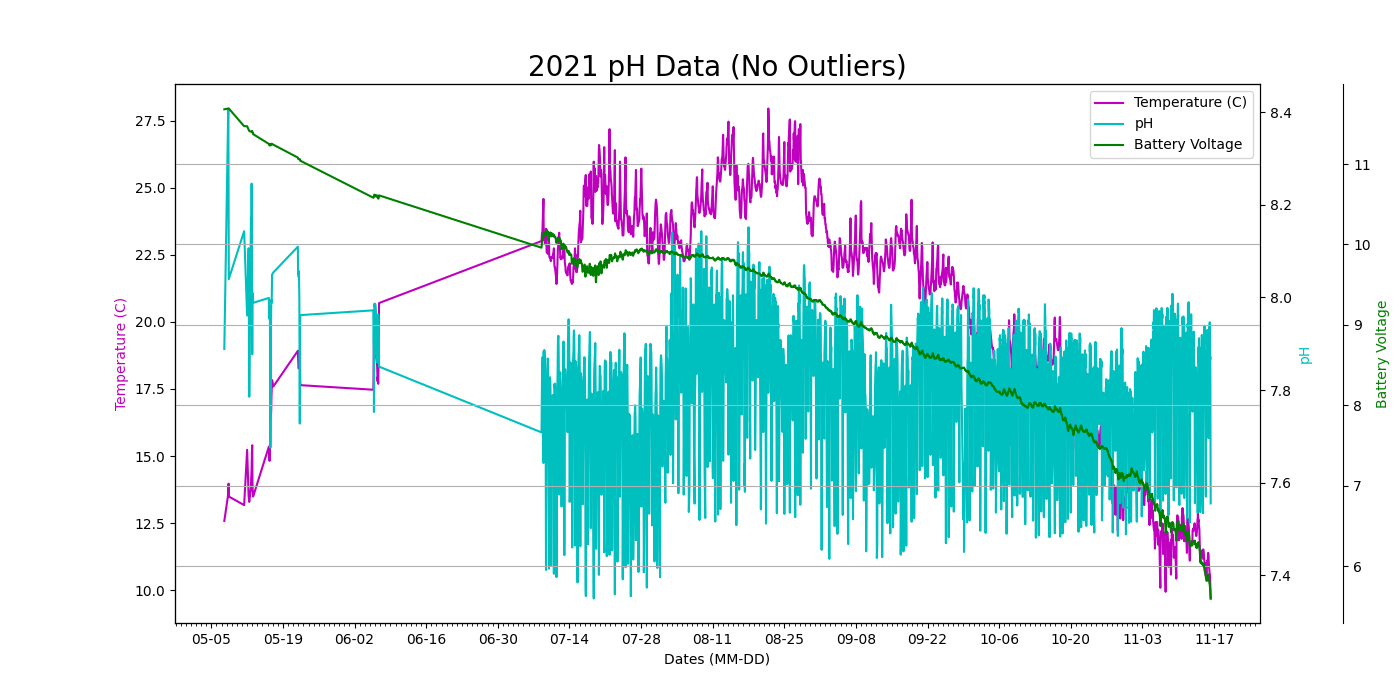 2021 pH Data (No Outliers)
Temperature (C)
pH
Battery Voltage
27.5
25.0
22.5
20.0
17.5
15.0
12.5
10.0
Temperature (C)
8.4
8.2
8.0
7.8
7.6
7.4
pH
11
10
9
8
7
6
Battery Voltage
05-05 05-19 06-02 06-16 06-30 07-14 07-28 08-11 08-25 09-08 09-22 10-06 10-20 11-03 11-17
Dates (MM-DD)